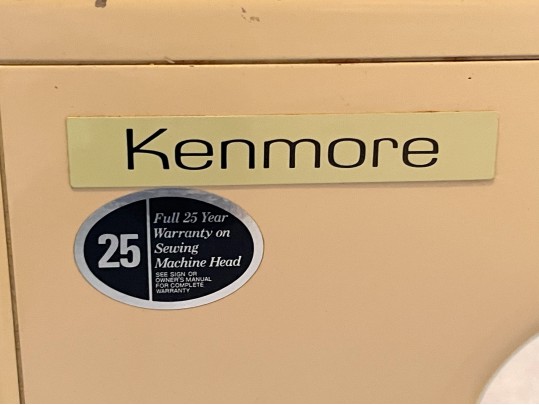 Kenmore
25
Full 25 Year
Warranty on
Sewing
Machine Head
SEE SIGN OR
OWNER'S MANUAL
FOR COMPLETE
WARRANTY